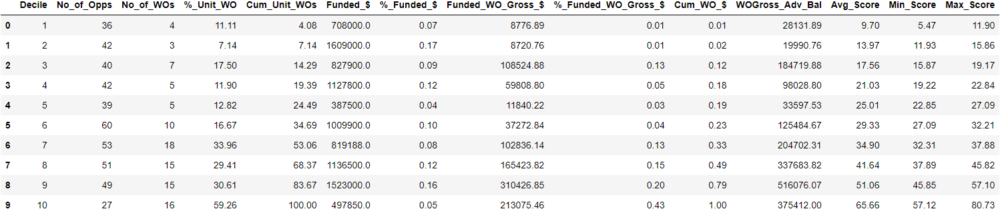 Decile No_of_Opps No_of_WOs %_Unit_WO Cum_Unit_WOs Funded_$ %_Funded_$ Funded_WO_Gross_$ %_Funded_WO_Gross_$ Cum_WO_$ WOGross_Adv_Bal Avg_Score Min_Score Max_Score
0 1 36 4 11.11 4.08 708000.0 0.07 8776.89 0.01 0.01 28131.89 9.70 5.47 11.90
1 2 42 3 7.14 7.14 1609000.0 0.17 8720.76 0.01 0.02 19990.76 13.97 11.93 15.86
2 3 40 7 17.50 14.29 827900.0 0.09 108524.88 0.13 0.12 184719.88 17.56 15.87 19.17
3 4 42 5 11.90 19.39 1127800.0 0.12 59808.80 0.05 0.18 98028.80 21.03 19.22 22.84
4 5 39 5 12.82 24.49 387500.0 0.04 11840.22 0.03 0.19 33597.53 25.01 22.85 27.09
5 6 60 10 16.67 34.69 1009900.0 0.10 37272.84 0.04 0.23 125484.67 29.33 27.09 32.21
6 7 53 18 33.96 53.06 819188.0 0.08 102836.14 0.13 0.33 204702.31 34.90 32.31 37.88
7 8 51 15 29.41 68.37 1136500.0 0.12 165423.82 0.15 0.49 337683.82 41.64 37.89 45.82
8 9 49 15 30.61 83.67 1523000.0 0.16 310426.85 0.20 0.79 516076.07 51.06 45.85 57.10
9 10 27 16 59.26 100.00 497850.0 0.05 213075.46 0.43 1.00 375412.00 65.66 57.12 80.73